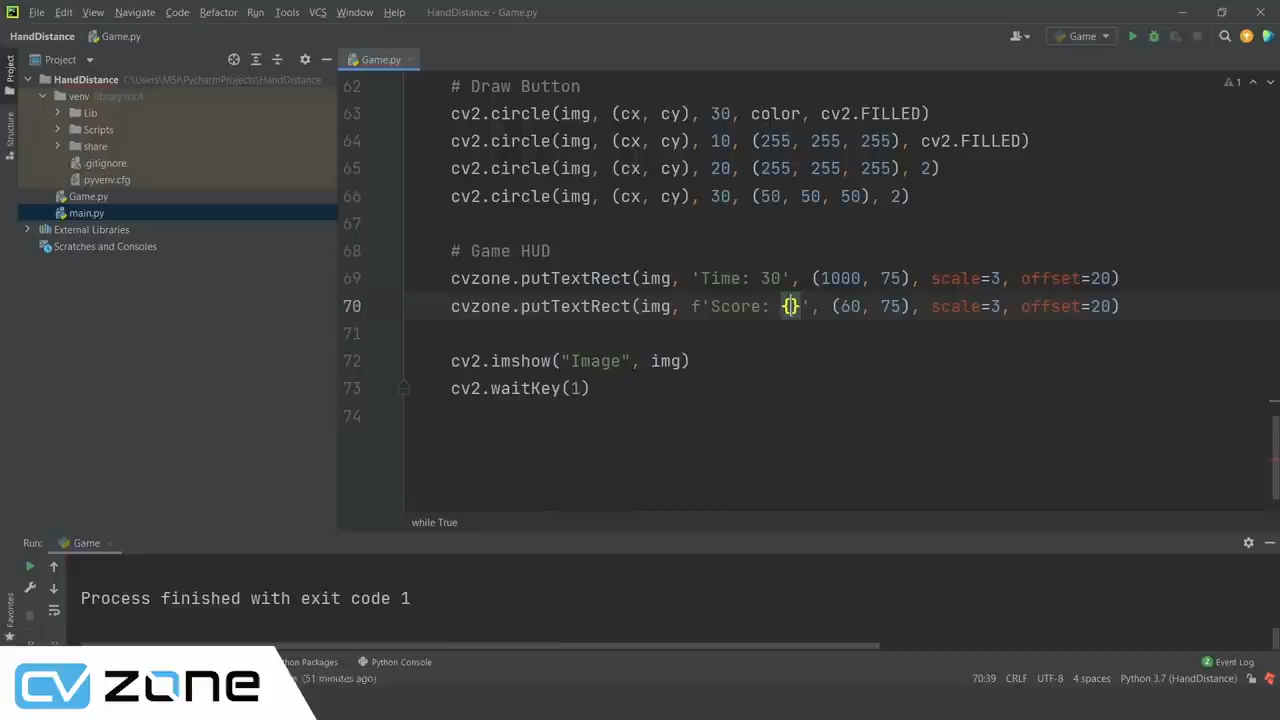 File Edit View Navigate Code Refactor Run Tools VCS Window Help HandDistance - Game.py
HandDistance Game.py Game
Project Game.py
Project
HandDistance C:\Users\MSI\PycharmProjects\HandDistance
venv library root
Lib
Scripts
share
.gitignore
pyvenv.cfg
Game.py
main.py
External Libraries
Scratches and Consoles
Structure
Favorites
62 # Draw Button
63 cv2.circle(img, (cx, cy), 30, color, cv2.FILLED)
64 cv2.circle(img, (cx, cy), 10, (255, 255, 255), cv2.FILLED)
65 cv2.circle(img, (cx, cy), 20, (255, 255, 255), 2)
66 cv2.circle(img, (cx, cy), 30, (50, 50, 50), 2)
67
68 # Game HUD
69 cvzone.putTextRect(img, 'Time: 30', (1000, 75), scale=3, offset=20)
70 cvzone.putTextRect(img, f'Score: {}', (60, 75), scale=3, offset=20)
71
72 cv2.imshow("Image", img)
73 cv2.waitKey(1)
74
1
while True
Run: Game
Process finished with exit code 1
Python Packages Python Console 2 Event Log
(51 minutes ago) 70:39 CRLF UTF-8 4 spaces Python 3.7 (HandDistance)
CVZONE